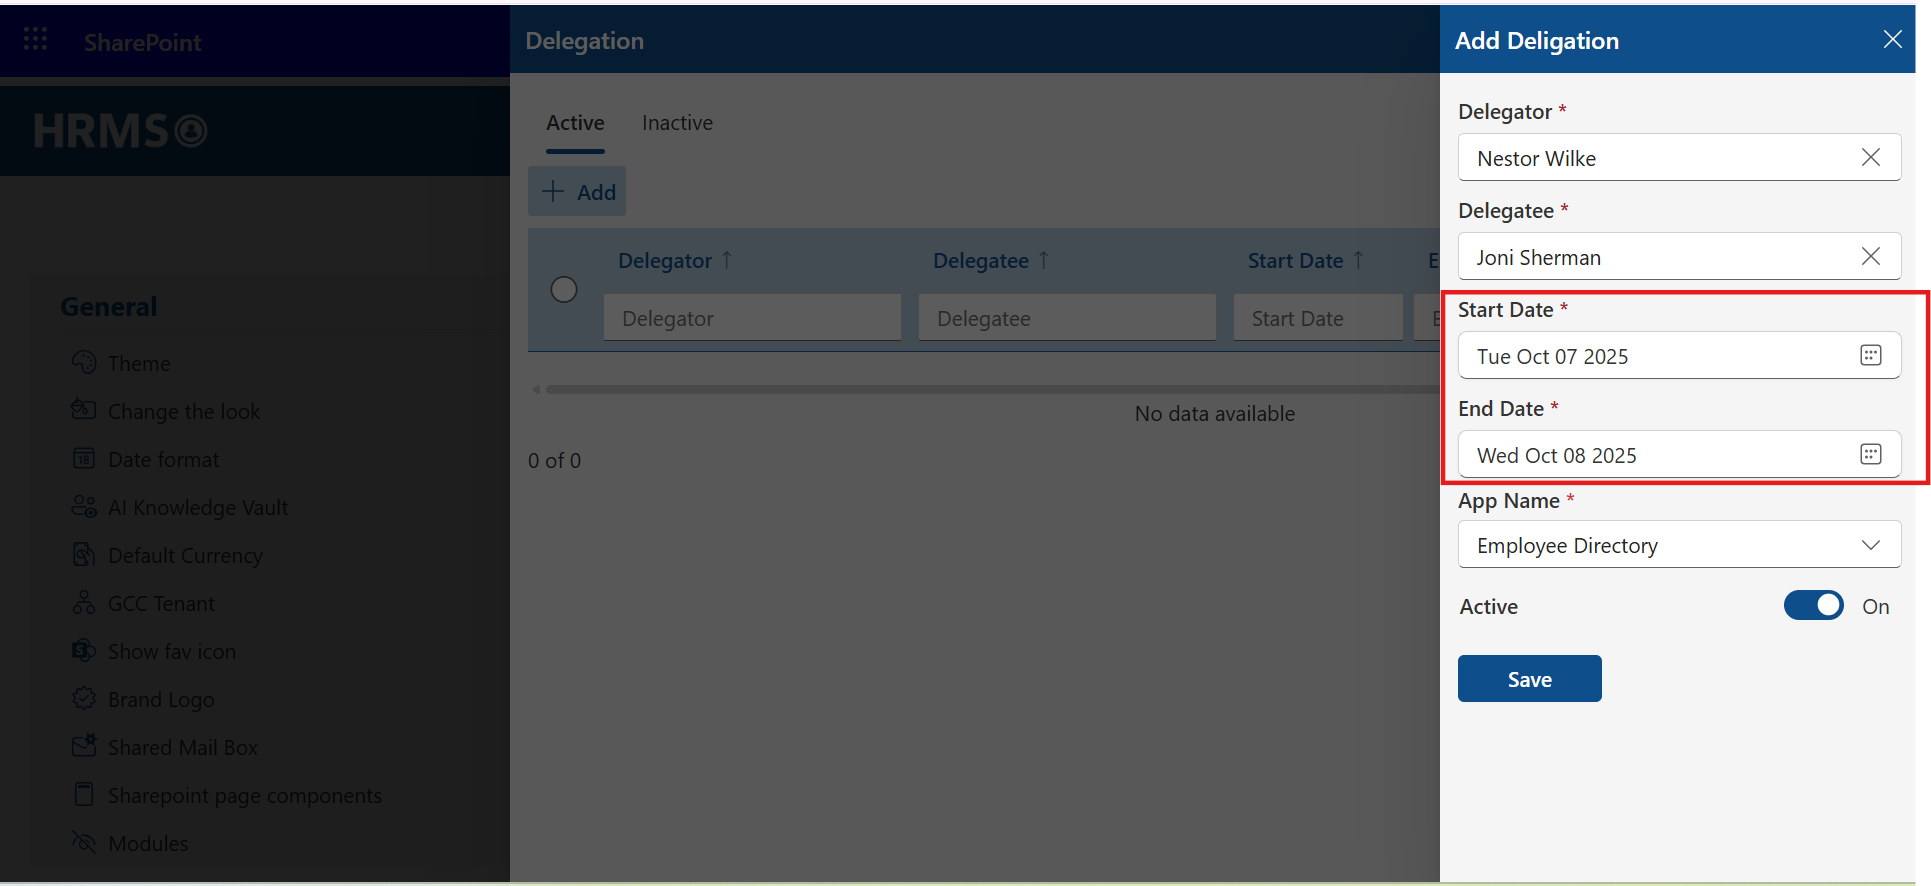 SharePoint
HRMS
General
Theme
Change the look
18
Date format
AI Knowledge Vault
Default Currency
GCC Tenant
S
Show fav icon
Brand Logo
Shared Mail Box
Sharepoint page components
Modules
Delegation
Active Inactive
Add
Delegator Delegatee Start Date E
Delegator Delegatee Start Date E
No data available
0 of 0
Add Deligation
Delegator *
Nestor Wilke
Delegatee *
Joni Sherman
Start Date *
Tue Oct 07 2025
End Date *
Wed Oct 08 2025
App Name *
Employee Directory
Active On
Save